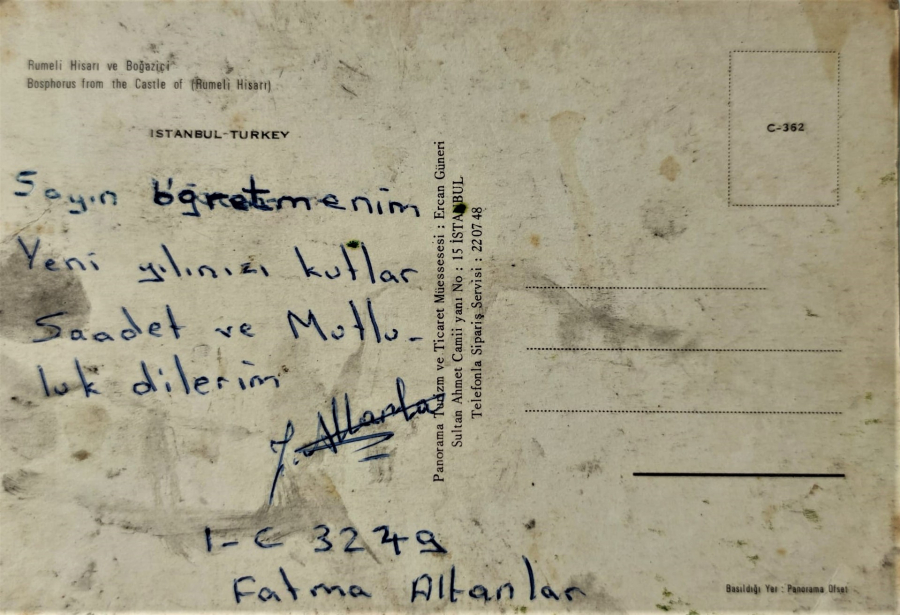 Rumeli Hisarı ve Boğaziçi
Bosphorus from the Castle of (Rumeli Hisarı)
ISTANBUL-TURKEY
Sayın öğretmenim
Yeni yılınızı kutlar
Saadet ve Mutlu-
luk dilerim
F. Altanlar
1-C 3249
Fatma Altanlar
Panorama Turizm ve Ticaret Müessesesi : Ercan Güneri
Sultan Ahmet Camii yanı No : 15 İSTANBUL
Telefonla Sipariş Servisi : 22 07 48
C-362
Basıldığı Yer : Panorama Ofset